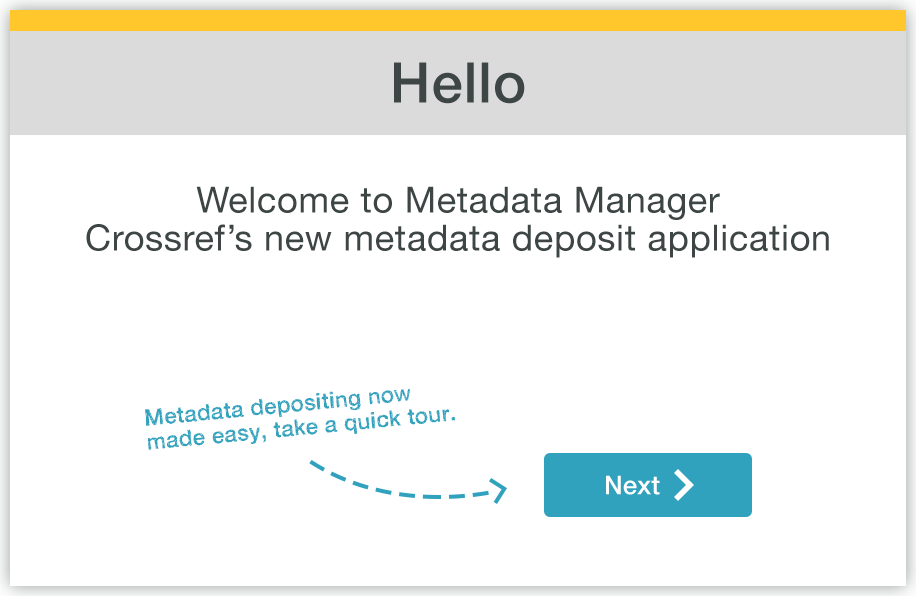 Hello
Welcome to Metadata Manager
Crossref’s new metadata deposit application
Metadata depositing now
made easy, take a quick tour.
Next